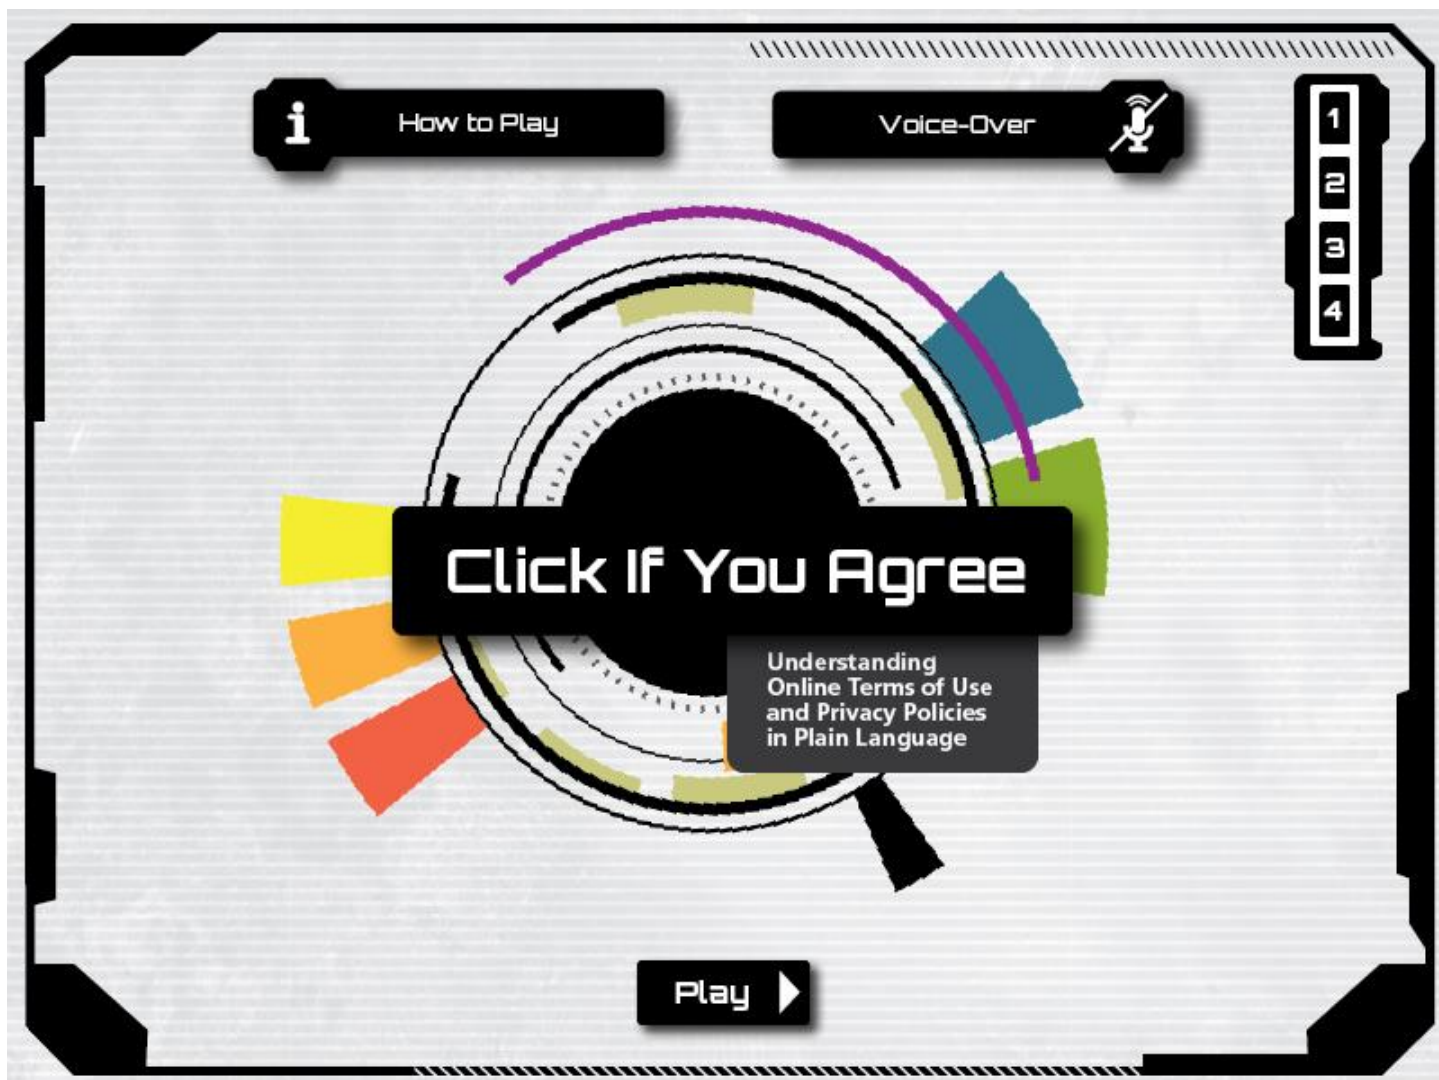 How to Play
Voice-Over
1
2
3
4
Click If You Agree
Understanding
Online Terms of Use
and Privacy Policies
in Plain Language
Play